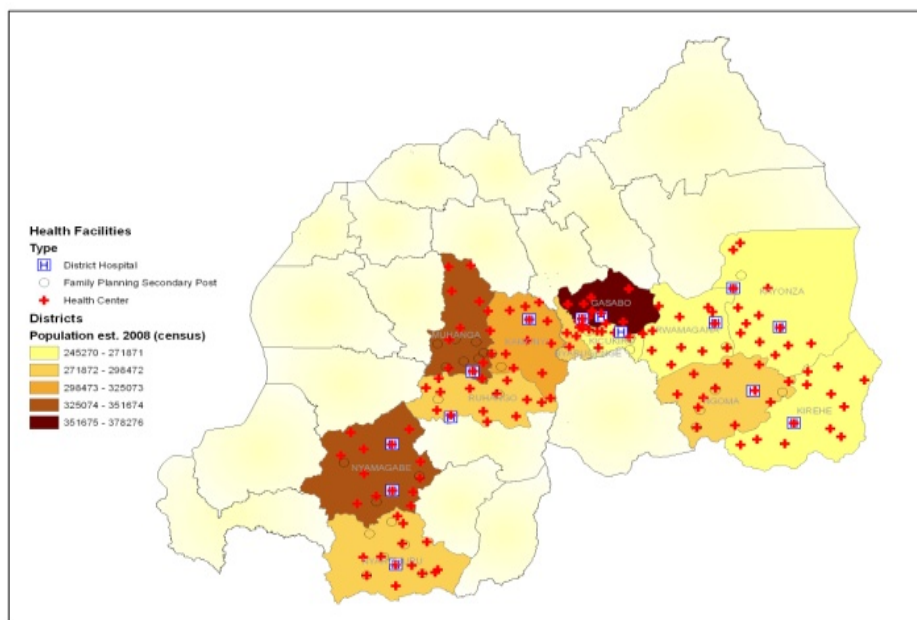 GASABO
KAYONZA
RWAMAGANA
MUHANGA
KICUKIRO
RUHANGO
NGOMA
KIREHE
NYAMAGABE
Health Facilities
Type
District Hospital
Family Planning Secondary Post
Health Center
Districts
Population est. 2008 (census)
245270 - 271871
271872 - 298472
298473 - 325073
325074 - 351674
351675 - 378276